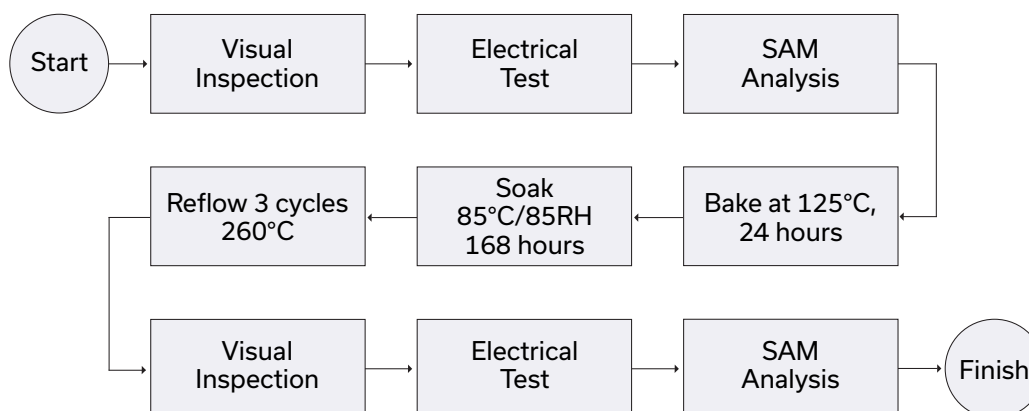 Start
Visual
Inspection
Electrical
Test
SAM
Analysis
Bake at 125°C,
24 hours
Soak
85°C/85RH
168 hours
Reflow 3 cycles
260°C
Visual
Inspection
Electrical
Test
SAM
Analysis
Finish